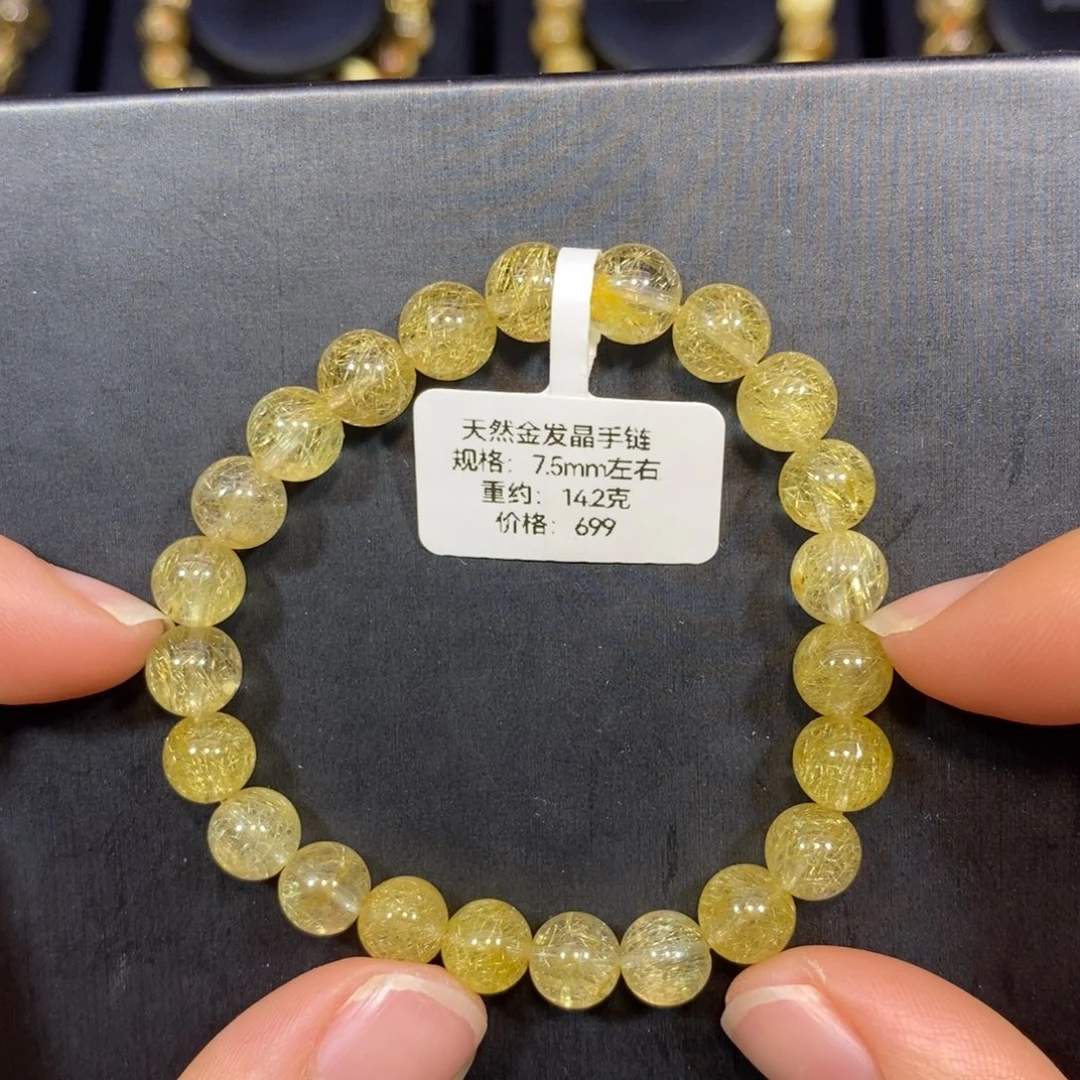 天然金发晶手链
规格：7.5mm左右
重约：14.2克
价格：699